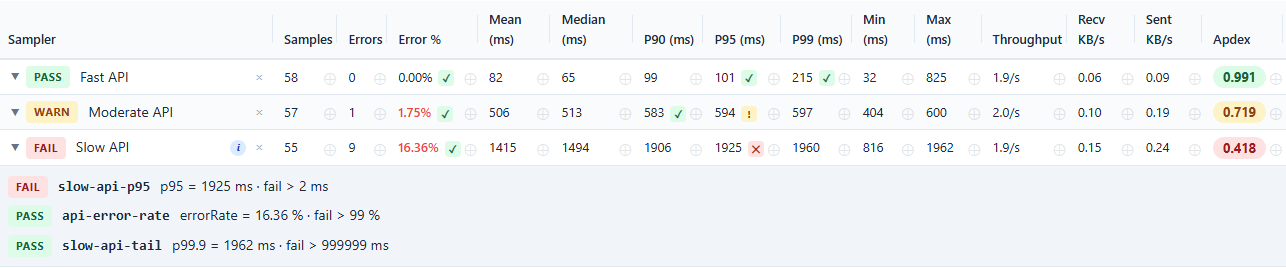 Sampler Samples Errors Error % Mean (ms) Median (ms) P90 (ms) P95 (ms) P99 (ms) Min (ms) Max (ms) Throughput Recv KB/s Sent KB/s Apdex
▼ PASS Fast API × 58 0 0.00% ✓ 82 65 99 101 ✓ 215 ✓ 32 825 1.9/s 0.06 0.09 0.991
▼ WARN Moderate API × 57 1 1.75% ✓ 506 513 583 ✓ 594 ! 597 404 600 2.0/s 0.10 0.19 0.719
▼ FAIL Slow API i × 55 9 16.36% ✓ 1415 1494 1906 1925 ✕ 1960 816 1962 1.9/s 0.15 0.24 0.418
FAIL slow-api-p95 p95 = 1925 ms · fail > 2 ms
PASS api-error-rate errorRate = 16.36 % · fail > 99 %
PASS slow-api-tail p99.9 = 1962 ms · fail > 999999 ms